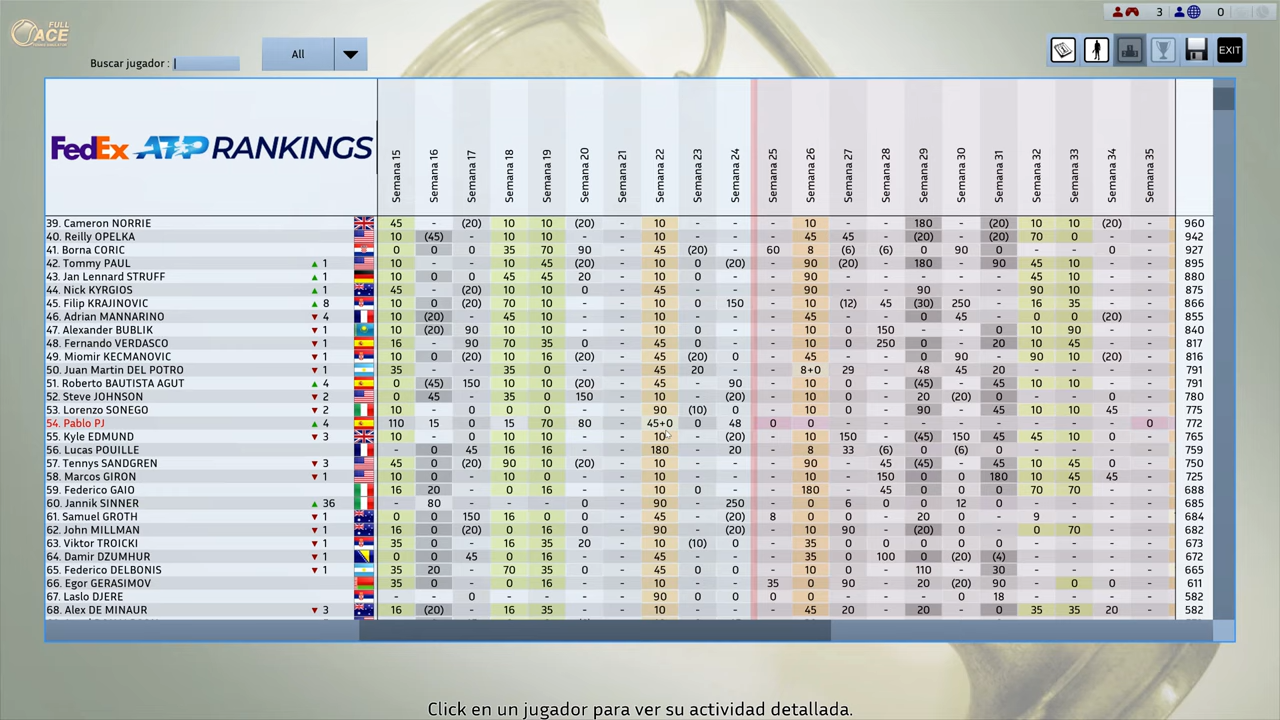 FULL
ACE
3
0
Buscar jugador :
All
EXIT
FedEx ATP RANKINGS
Semana 15 Semana 16 Semana 17 Semana 18 Semana 19 Semana 20 Semana 21 Semana 22 Semana 23 Semana 24 Semana 25 Semana 26 Semana 27 Semana 28 Semana 29 Semana 30 Semana 31 Semana 32 Semana 33 Semana 34 Semana 35
39. Cameron NORRIE 45 - (20) 10 10 (20) - 10 - - - 10 - - 180 - (20) 10 10 (20) - 960
40. Reilly OPELKA 10 (45) - 10 10 - - 10 - - - 45 45 - (20) - (20) 70 0 - - 942
41. Borna CORIC 0 0 - 35 70 90 - 45 (20) - 60 8 (6) (6) 0 90 0 - - 0 - 927
42. Tommy PAUL ▲ 1 10 - - 10 45 (20) - 10 0 (20) - 90 (20) - 180 - 90 45 10 - - 895
43. Jan Lennard STRUFF ▲ 1 10 0 0 45 45 20 - 10 0 - - 90 - - - - - 10 10 - - 880
44. Nick KYRGIOS ▲ 1 45 - (20) 10 10 0 - 45 - - - 90 - - 90 - - 90 10 - - 875
45. Filip KRAJINOVIC ▲ 8 10 0 (20) 70 10 - - 45 0 150 - 10 (12) 45 (30) 250 - 16 35 - - 866
46. Adrian MANNARINO ▼ 4 10 (20) - 45 10 - - 10 - - - 45 - - 0 45 - 10 10 (20) - 855
47. Alexander BUBLIK ▼ 1 10 (20) 90 10 10 - - 10 - - - 10 0 150 - - 0 10 90 - - 840
48. Fernando VERDASCO ▼ 1 16 - 90 70 35 0 - 45 - - - 10 0 250 0 - 20 10 45 - - 817
49. Miomir KECMANOVIC ▼ 1 10 0 (20) 10 16 (20) - 45 (20) 0 - 45 - - 0 90 - 90 10 (20) - 816
50. Juan Martin DEL POTRO ▼ 1 35 - - 35 0 - - 45 20 - - 8+0 29 - 48 45 20 - - - - 791
51. Roberto BAUTISTA AGUT ▲ 4 0 (45) 150 10 10 (20) - 45 - 90 - 10 0 - (45) - 45 10 10 - - 791
52. Steve JOHNSON ▼ 2 0 45 - 35 0 150 - 10 - (20) - 10 0 - 20 (20) - 0 0 - - 780
53. Lorenzo SONEGO ▼ 2 10 - 0 0 0 - - 90 (10) 0 - 10 - - 90 - 45 10 10 45 - 775
54. Pablo PJ ▲ 4 110 15 0 15 70 80 - 45+0 0 48 0 0 - - - - - - - - 0 772
55. Kyle EDMUND ▼ 3 10 - 0 10 10 - - 10 - (20) - 10 150 - (45) 150 45 45 10 0 - 765
56. Lucas POUILLE - 0 45 16 16 - - 180 - 20 - 8 33 (6) 0 (6) - 0 0 0 - 759
57. Tennys SANDGREN ▼ 3 45 0 (20) 90 10 (20) - 10 - - - 90 - 45 (45) - 45 10 45 0 - 750
58. Marcos GIRON ▼ 1 10 0 0 10 10 - - 10 - - - 10 - 150 0 - 180 10 45 45 - 725
59. Federico GAIO 16 20 - 0 16 - - 10 0 - - 180 - 45 0 - 0 70 70 - - 688
60. Jannik SINNER ▲ 36 - 80 - - - - - 90 - 250 - 0 6 - 0 12 0 - - - - 685
61. Samuel GROTH ▼ 1 0 0 150 16 0 - - 45 - (20) 8 35 0 - 20 - 0 9 - - - 684
62. John MILLMAN ▼ 1 16 0 (20) 0 16 - - 90 - (20) - 10 90 - (20) - - 0 70 - - 682
63. Viktor TROICKI ▼ 1 35 0 - 16 35 20 - 10 (10) 0 - 35 0 0 0 0 0 - - - - 673
64. Damir DZUMHUR ▼ 1 0 0 45 0 16 - - 45 - - - 35 0 100 0 (20) (4) - - - - 672
65. Federico DELBONIS ▼ 1 35 20 - 70 35 0 - 10 - - - 10 0 - 110 - 30 - - - - 665
66. Egor GERASIMOV 35 0 - 0 16 - - 10 - - 35 0 90 - 20 (20) 90 - 0 0 - 611
67. Laslo DJERE - - 0 - - - - 90 0 0 0 0 - - - 0 18 - - - - 582
68. Alex DE MINAUR ▼ 3 16 (20) - 16 35 - - 10 - - - 45 20 - 20 - 0 35 35 20 - 582
Click en un jugador para ver su actividad detallada.